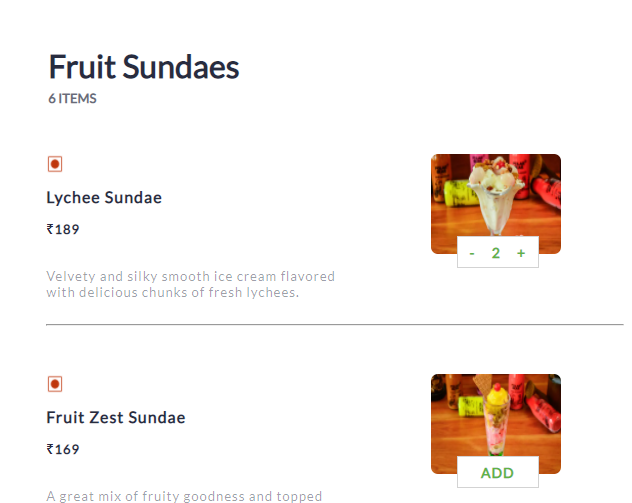 Fruit Sundaes
6 ITEMS
Lychee Sundae
₹189
- 2 +
Velvety and silky smooth ice cream flavored
with delicious chunks of fresh lychees.
Fruit Zest Sundae
₹169
ADD
A great mix of fruity goodness and topped